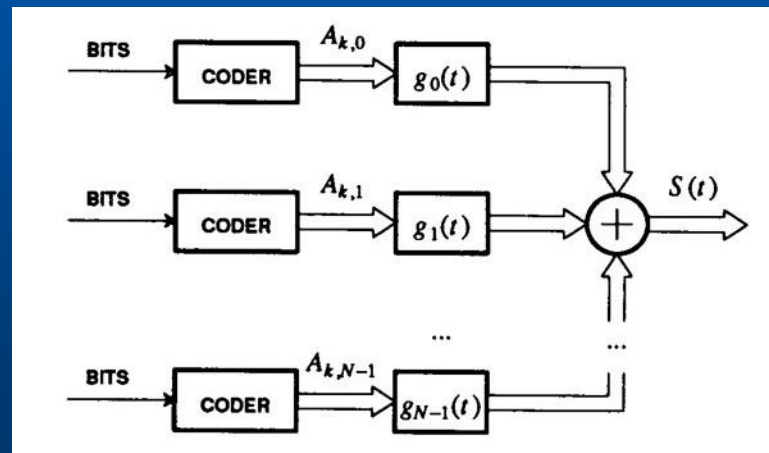 BITS
CODER
A_{k,0}
g_0(t)
BITS
CODER
A_{k,1}
g_1(t)
+
S(t)
...
...
BITS
CODER
A_{k,N-1}
g_{N-1}(t)